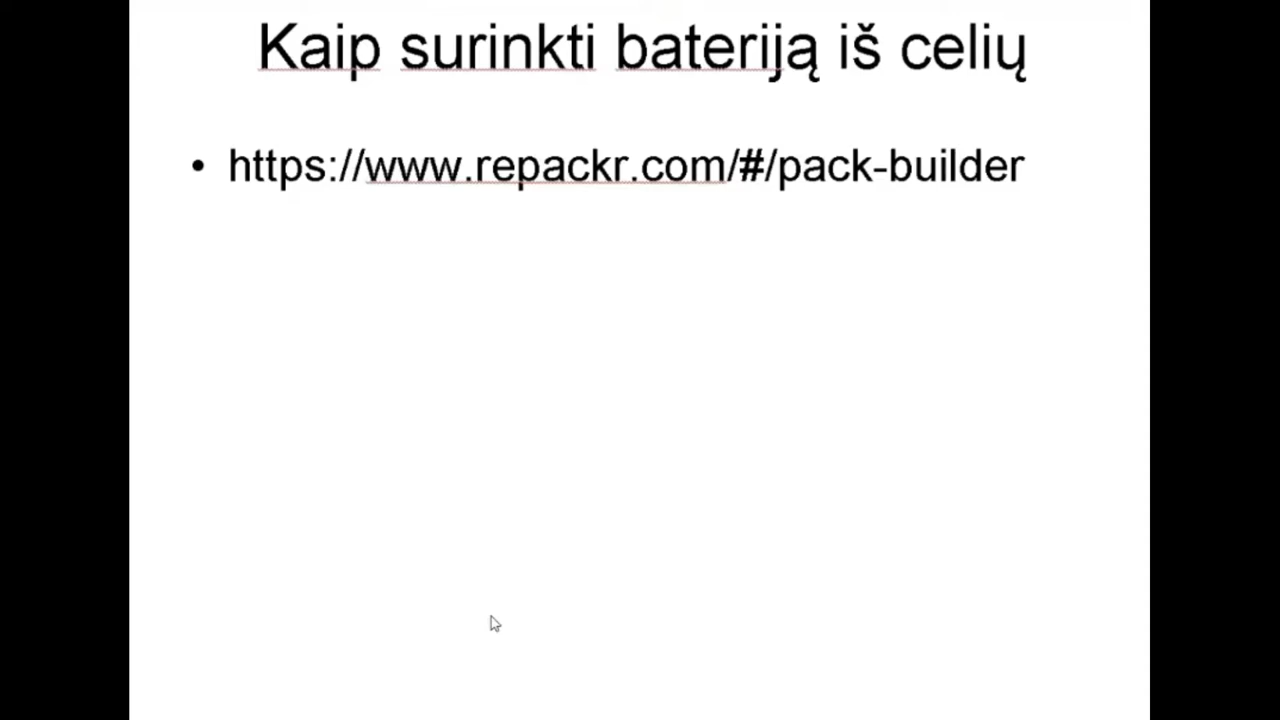 Kaip surinkti bateriją iš celių
• https://www.repackr.com/#/pack-builder